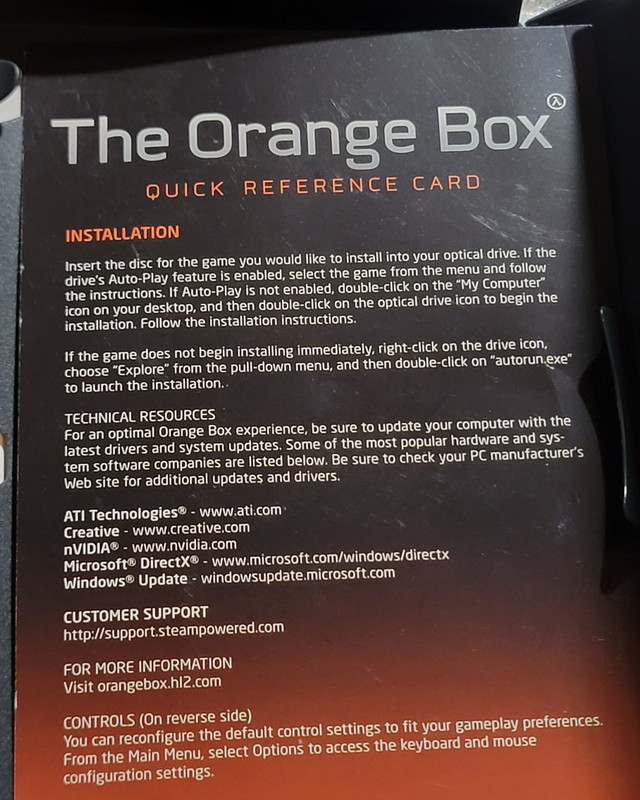 The Orange Box
QUICK REFERENCE CARD
INSTALLATION
Insert the disc for the game you would like to install into your optical drive. If the
drive's Auto-Play feature is enabled, select the game from the menu and follow
the instructions. If Auto-Play is not enabled, double-click on the "My Computer"
icon on your desktop, and then double-click on the optical drive icon to begin the
installation. Follow the installation instructions.
If the game does not begin installing immediately, right-click on the drive icon,
choose "Explore" from the pull-down menu, and then double-click on "autorun.exe"
to launch the installation.
TECHNICAL RESOURCES
For an optimal Orange Box experience, be sure to update your computer with the
latest drivers and system updates. Some of the most popular hardware and sys-
tem software companies are listed below. Be sure to check your PC manufacturer's
Web site for additional updates and drivers.
ATI Technologies® - www.ati.com
Creative - www.creative.com
nVIDIA® - www.nvidia.com
Microsoft® DirectX® - www.microsoft.com/windows/directx
Windows® Update - windowsupdate.microsoft.com
CUSTOMER SUPPORT
http://support.steampowered.com
FOR MORE INFORMATION
Visit orangebox.hl2.com
CONTROLS (On reverse side)
You can reconfigure the default control settings to fit your gameplay preferences.
From the Main Menu, select Options to access the keyboard and mouse
configuration settings.